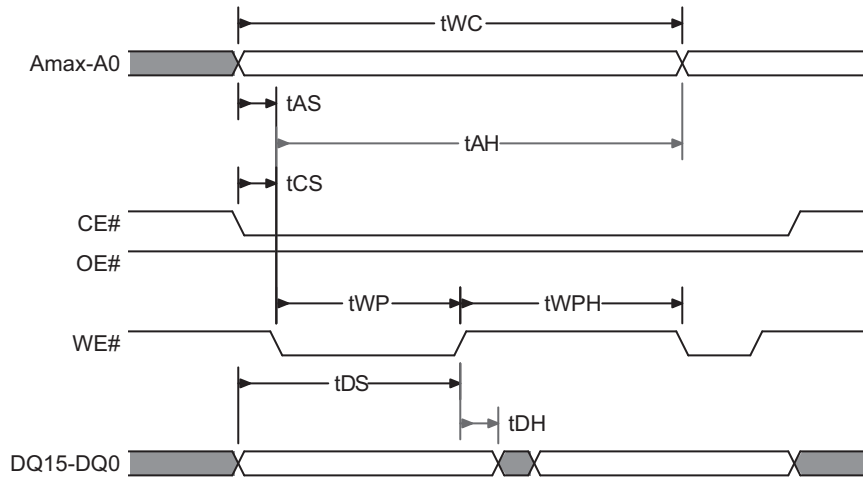 tWC
Amax-A0
tAS
tAH
tCS
CE#
OE#
tWP
tWPH
WE#
tDS
tDH
DQ15-DQ0